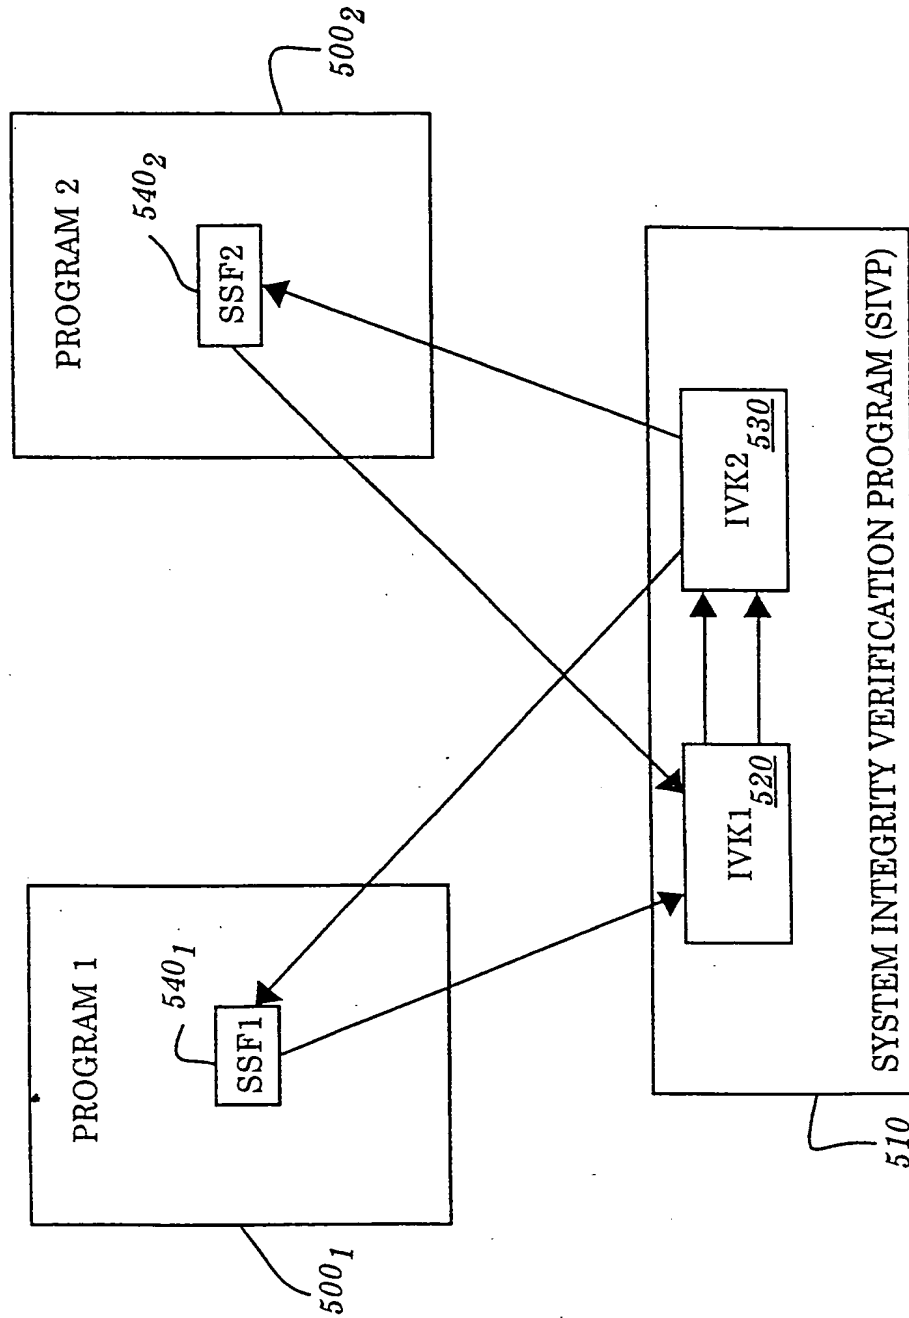 PROGRAM 1
540₁
SSF1
500₁
PROGRAM 2
540₂
SSF2
500₂
IVK1
520
IVK2
530
SYSTEM INTEGRITY VERIFICATION PROGRAM (SIVP)
510